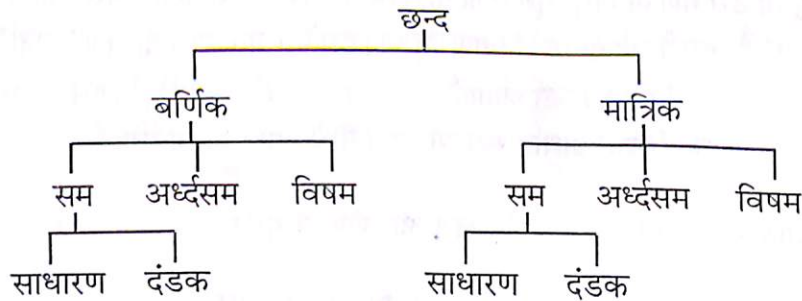 छन्द
बर्णिक मात्रिक
सम अर्ध्दसम विषम सम अर्ध्दसम विषम
साधारण दंडक साधारण दंडक